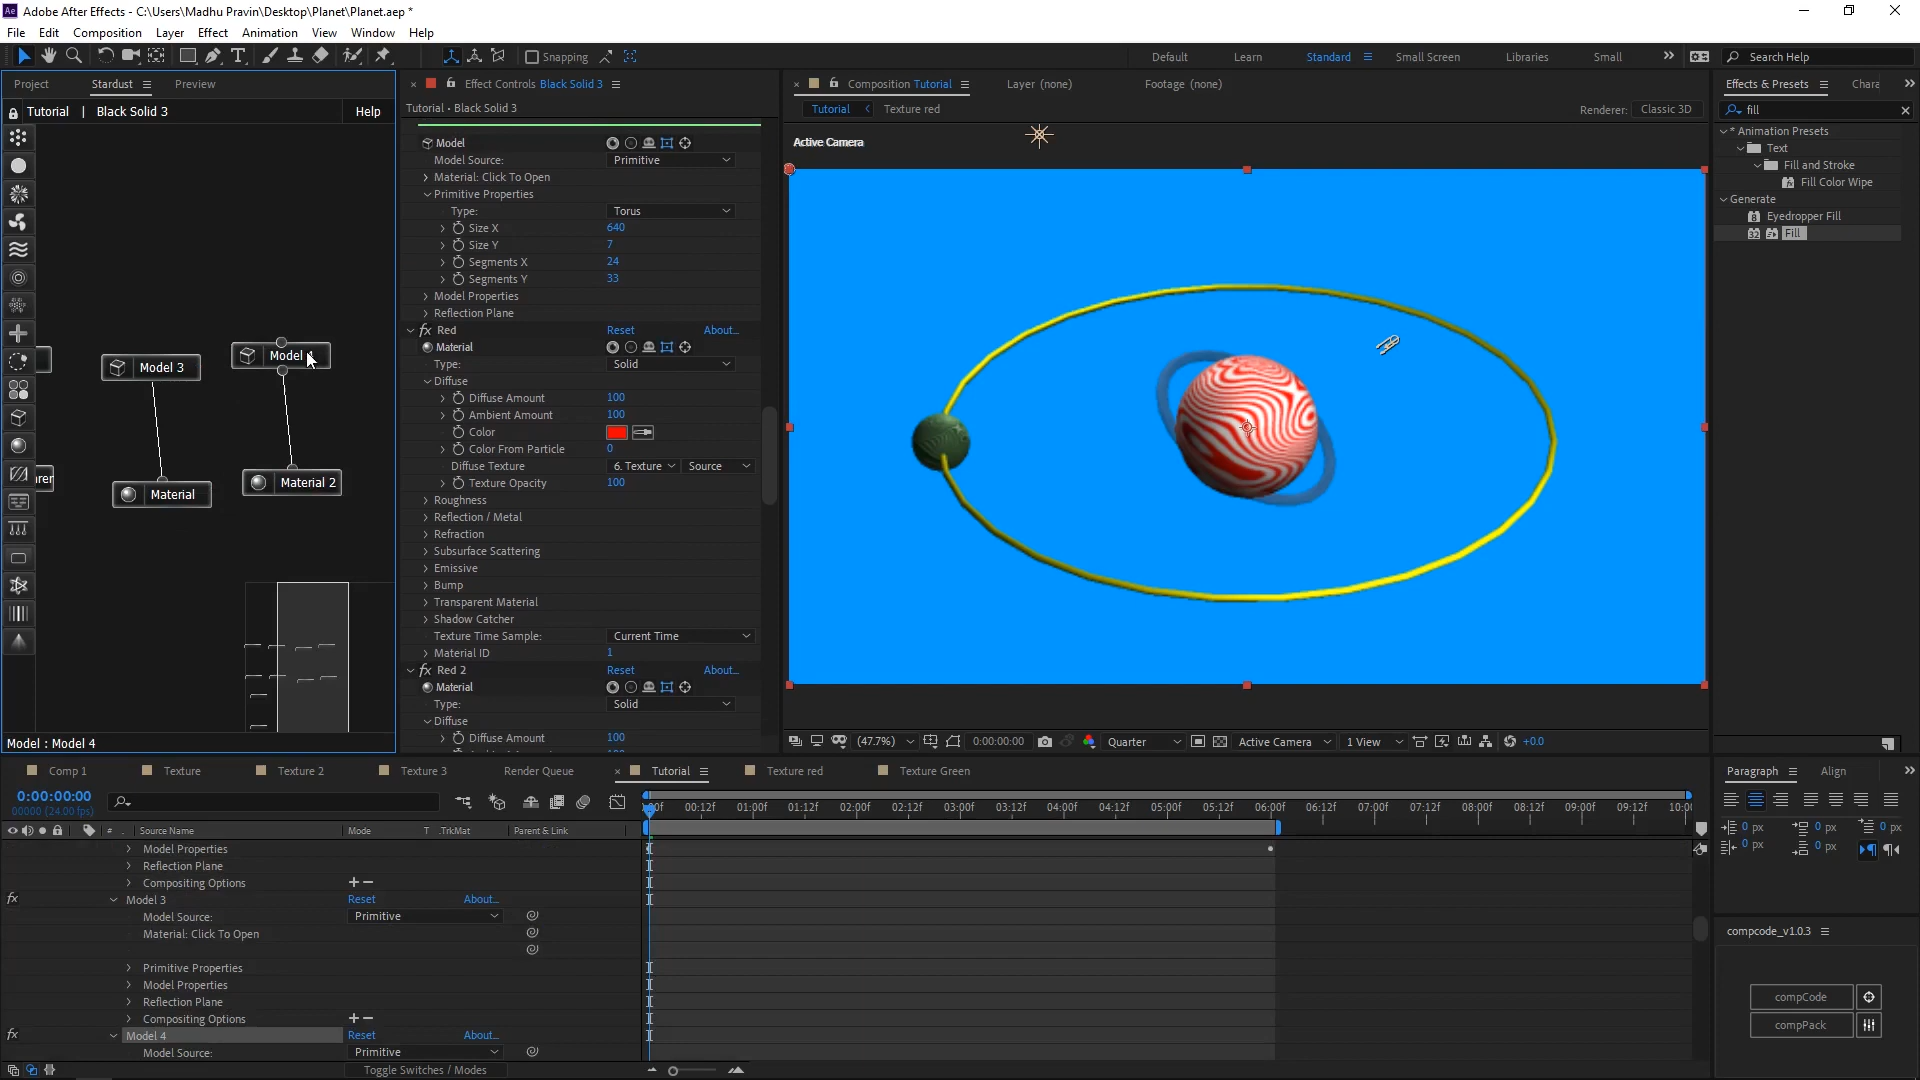 Ae Adobe After Effects - C:\Users\Madhu Pravin\Desktop\Planet\Planet.aep *
File Edit Composition Layer Effect Animation View Window Help
Snapping Default Learn Standard Small Screen Libraries Small Search Help
Project Stardust Preview
Tutorial | Black Solid 3 Help
Model 3
Model 4
Material
Material 2
Model : Model 4
Effect Controls Black Solid 3
Tutorial • Black Solid 3
Model
Model Source: Primitive
Material: Click To Open
Primitive Properties
Type: Torus
Size X 640
Size Y 7
Segments X 24
Segments Y 33
Model Properties
Reflection Plane
fx Red Reset About...
Material
Type: Solid
Diffuse
Diffuse Amount 100
Ambient Amount 100
Color
Color From Particle 0
Diffuse Texture 6. Texture Source
Texture Opacity 100
Roughness
Reflection / Metal
Refraction
Subsurface Scattering
Emissive
Bump
Transparent Material
Shadow Catcher
Texture Time Sample: Current Time
Material ID 1
fx Red 2 Reset About...
Material
Type: Solid
Diffuse
Diffuse Amount 100
Composition Tutorial Layer (none) Footage (none)
Tutorial Texture red Renderer: Classic 3D
Active Camera
(47.7%) 0:00:00:00 Quarter Active Camera 1 View +0.0
Effects & Presets Chara
fill
* Animation Presets
Text
Fill and Stroke
Fill Color Wipe
Generate
Eyedropper Fill
Fill
Comp 1 Texture Texture 2 Texture 3 Render Queue Tutorial Texture red Texture Green
0:00:00:00
00000 (24.00 fps)
00:12f 01:00f 01:12f 02:00f 02:12f 03:00f 03:12f 04:00f 04:12f 05:00f 05:12f 06:00f 06:12f 07:00f 07:12f 08:00f 08:12f 09:00f 09:12f
# Source Name Mode T .TrkMat Parent & Link
Model Properties
Reflection Plane
Compositing Options
fx Model 3 Reset About...
Model Source: Primitive
Material: Click To Open
Primitive Properties
Model Properties
Reflection Plane
Compositing Options
fx Model 4 Reset About...
Model Source: Primitive
Toggle Switches / Modes
Paragraph Align
0 px 0 px 0 px
0 px 0 px
compcode_v1.0.3
compCode
compPack